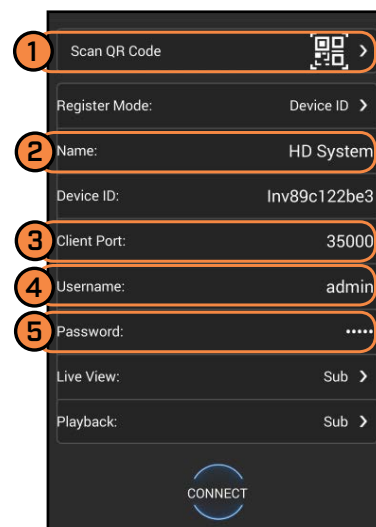 1 Scan QR Code >
Register Mode: Device ID >
2 Name: HD System
Device ID: lnv89c122be3
3 Client Port: 35000
4 Username: admin
5 Password: •••••
Live View: Sub >
Playback: Sub >
CONNECT